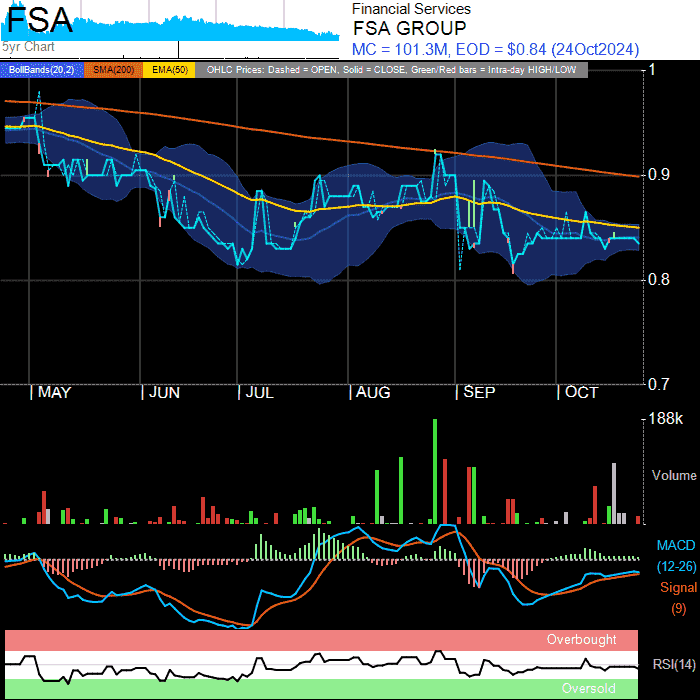 FSA
5yr Chart
Financial Services
FSA GROUP
MC = 101.3M, EOD = $0.84 (24Oct2024)
BollBands(20,2) SMA(200) EMA(50) OHLC Prices: Dashed = OPEN, Solid = CLOSE, Green/Red bars = Intra-day HIGH/LOW
1
0.9
0.8
0.7
MAY JUN JUL AUG SEP OCT
188k
Volume
MACD
(12-26)
Signal
(9)
Overbought
RSI(14)
Oversold